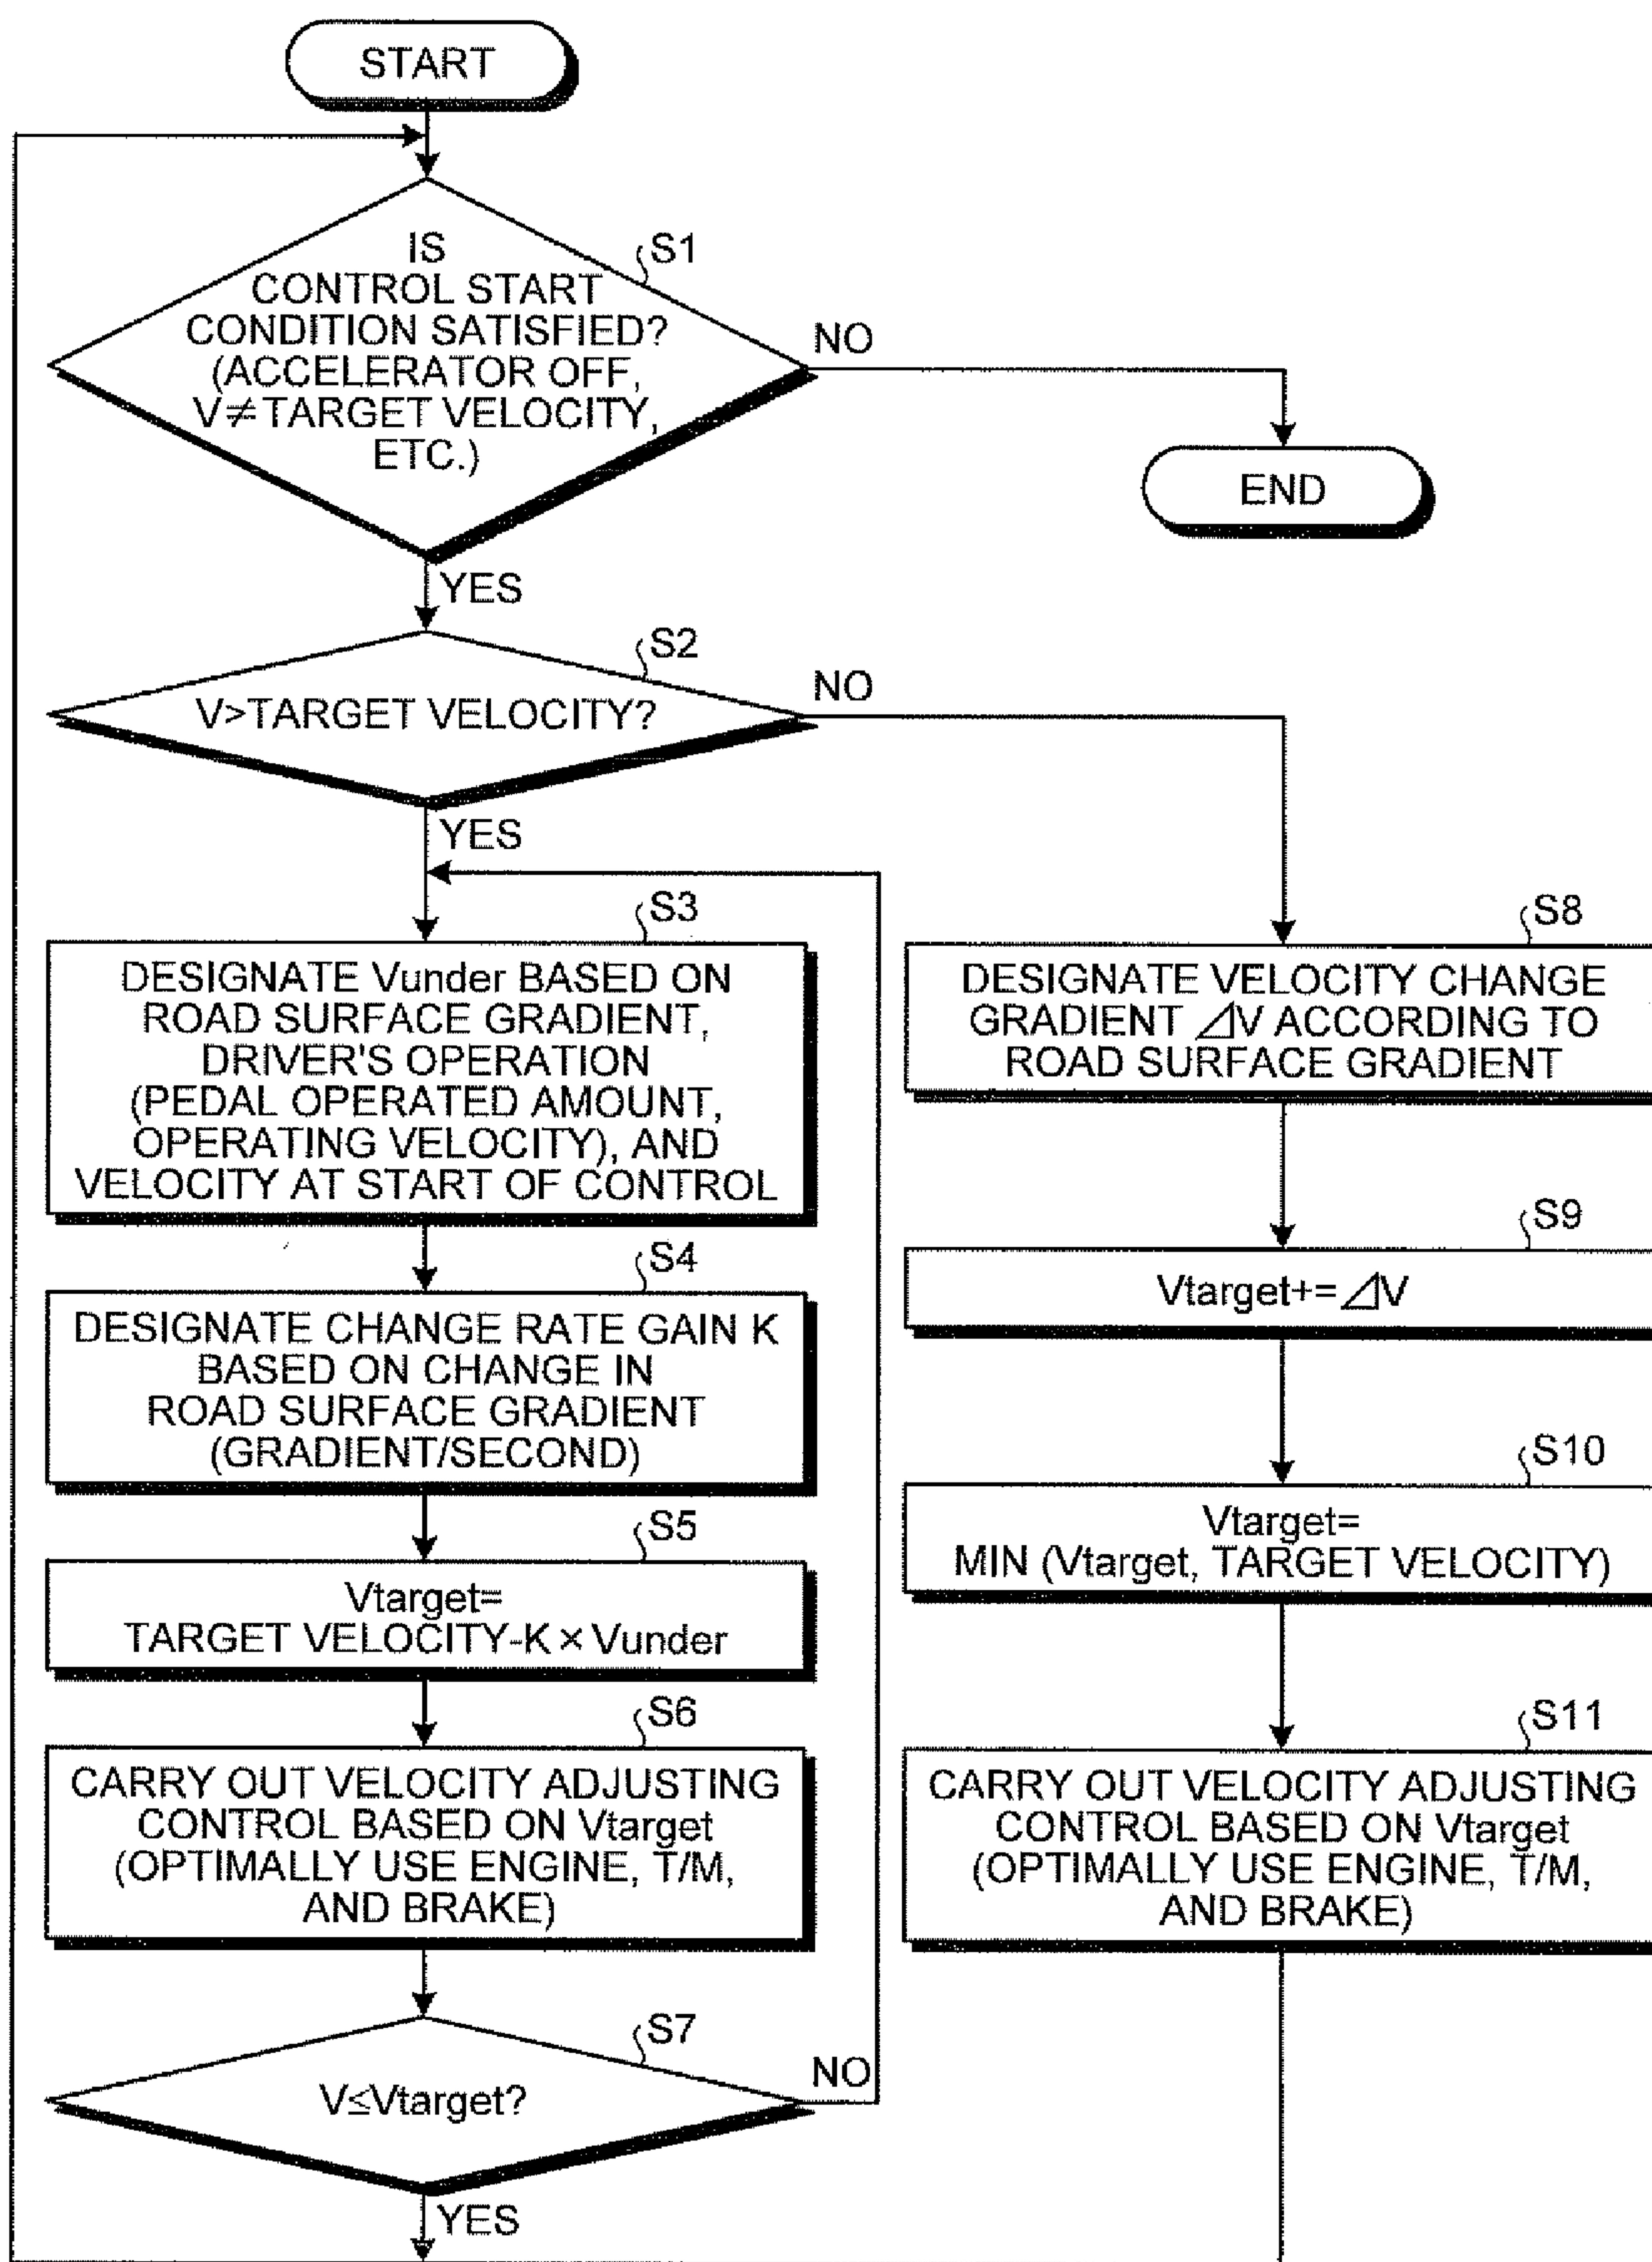 START
IS
CONTROL START
CONDITION SATISFIED?
(ACCELERATOR OFF,
V≠TARGET VELOCITY,
ETC.)
S1
NO
END
YES
S2
V>TARGET VELOCITY?
NO
YES
S3
DESIGNATE Vunder BASED ON
ROAD SURFACE GRADIENT,
DRIVER'S OPERATION
(PEDAL OPERATED AMOUNT,
OPERATING VELOCITY), AND
VELOCITY AT START OF CONTROL
S4
DESIGNATE CHANGE RATE GAIN K
BASED ON CHANGE IN
ROAD SURFACE GRADIENT
(GRADIENT/SECOND)
S5
Vtarget=
TARGET VELOCITY-K×Vunder
S6
CARRY OUT VELOCITY ADJUSTING
CONTROL BASED ON Vtarget
(OPTIMALLY USE ENGINE, T/M,
AND BRAKE)
S7
V≤Vtarget?
NO
YES
S8
DESIGNATE VELOCITY CHANGE
GRADIENT ⊿V ACCORDING TO
ROAD SURFACE GRADIENT
S9
Vtarget+=⊿V
S10
Vtarget=
MIN (Vtarget, TARGET VELOCITY)
S11
CARRY OUT VELOCITY ADJUSTING
CONTROL BASED ON Vtarget
(OPTIMALLY USE ENGINE, T/M,
AND BRAKE)